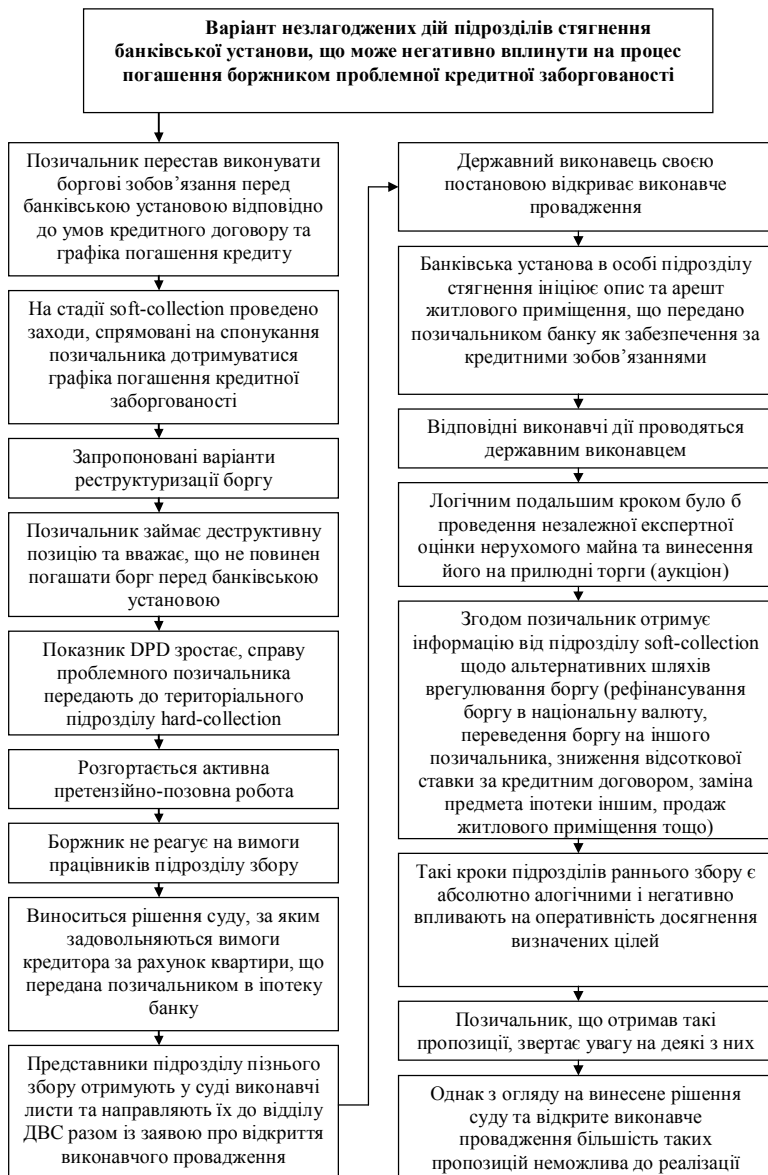 Варіант незлагоджених дій підрозділів стягнення
банківської установи, що може негативно вплинути на процес
погашення боржником проблемної кредитної заборгованості
Позичальник перестав виконувати
боргові зобов’язання перед
банківською установою відповідно
до умов кредитного договору та
графіка погашення кредиту
На стадії soft-collection проведено
заходи, спрямовані на спонукання
позичальника дотримуватися
графіка погашення кредитної
заборгованості
Запропоновані варіанти
реструктуризації боргу
Позичальник займає деструктивну
позицію та вважає, що не повинен
погашати борг перед банківською
установою
Показник DPD зростає, справу
проблемного позичальника
передають до територіального
підрозділу hard-collection
Розгортається активна
претензійно-позовна робота
Боржник не реагує на вимоги
працівників підрозділу збору
Виноситься рішення суду, за яким
задовольняються вимоги
кредитора за рахунок квартири, що
передана позичальником в іпотеку
банку
Представники підрозділу пізнього
збору отримують у суді виконавчі
листи та направляють їх до відділу
ДВС разом із заявою про відкриття
виконавчого провадження
Державний виконавець своєю
постановою відкриває виконавче
провадження
Банківська установа в особі підрозділу
стягнення ініціює опис та арешт
житлового приміщення, що передано
позичальником банку як забезпечення за
кредитними зобов’язаннями
Відповідні виконавчі дії проводяться
державним виконавцем
Логічним подальшим кроком було б
проведення незалежної експертної
оцінки нерухомого майна та винесення
його на прилюдні торги (аукціон)
Згодом позичальник отримує
інформацію від підрозділу soft-collection
щодо альтернативних шляхів
врегулювання боргу (рефінансування
боргу в національну валюту,
переведення боргу на іншого
позичальника, зниження відсоткової
ставки за кредитним договором, заміна
предмета іпотеки іншим, продаж
житлового приміщення тощо)
Такі кроки підрозділів раннього збору є
абсолютно алогічними і негативно
впливають на оперативність досягнення
визначених цілей
Позичальник, що отримав такі
пропозиції, звертає увагу на деякі з них
Однак з огляду на винесене рішення
суду та відкрите виконавче
провадження більшість таких
пропозицій неможлива до реалізації